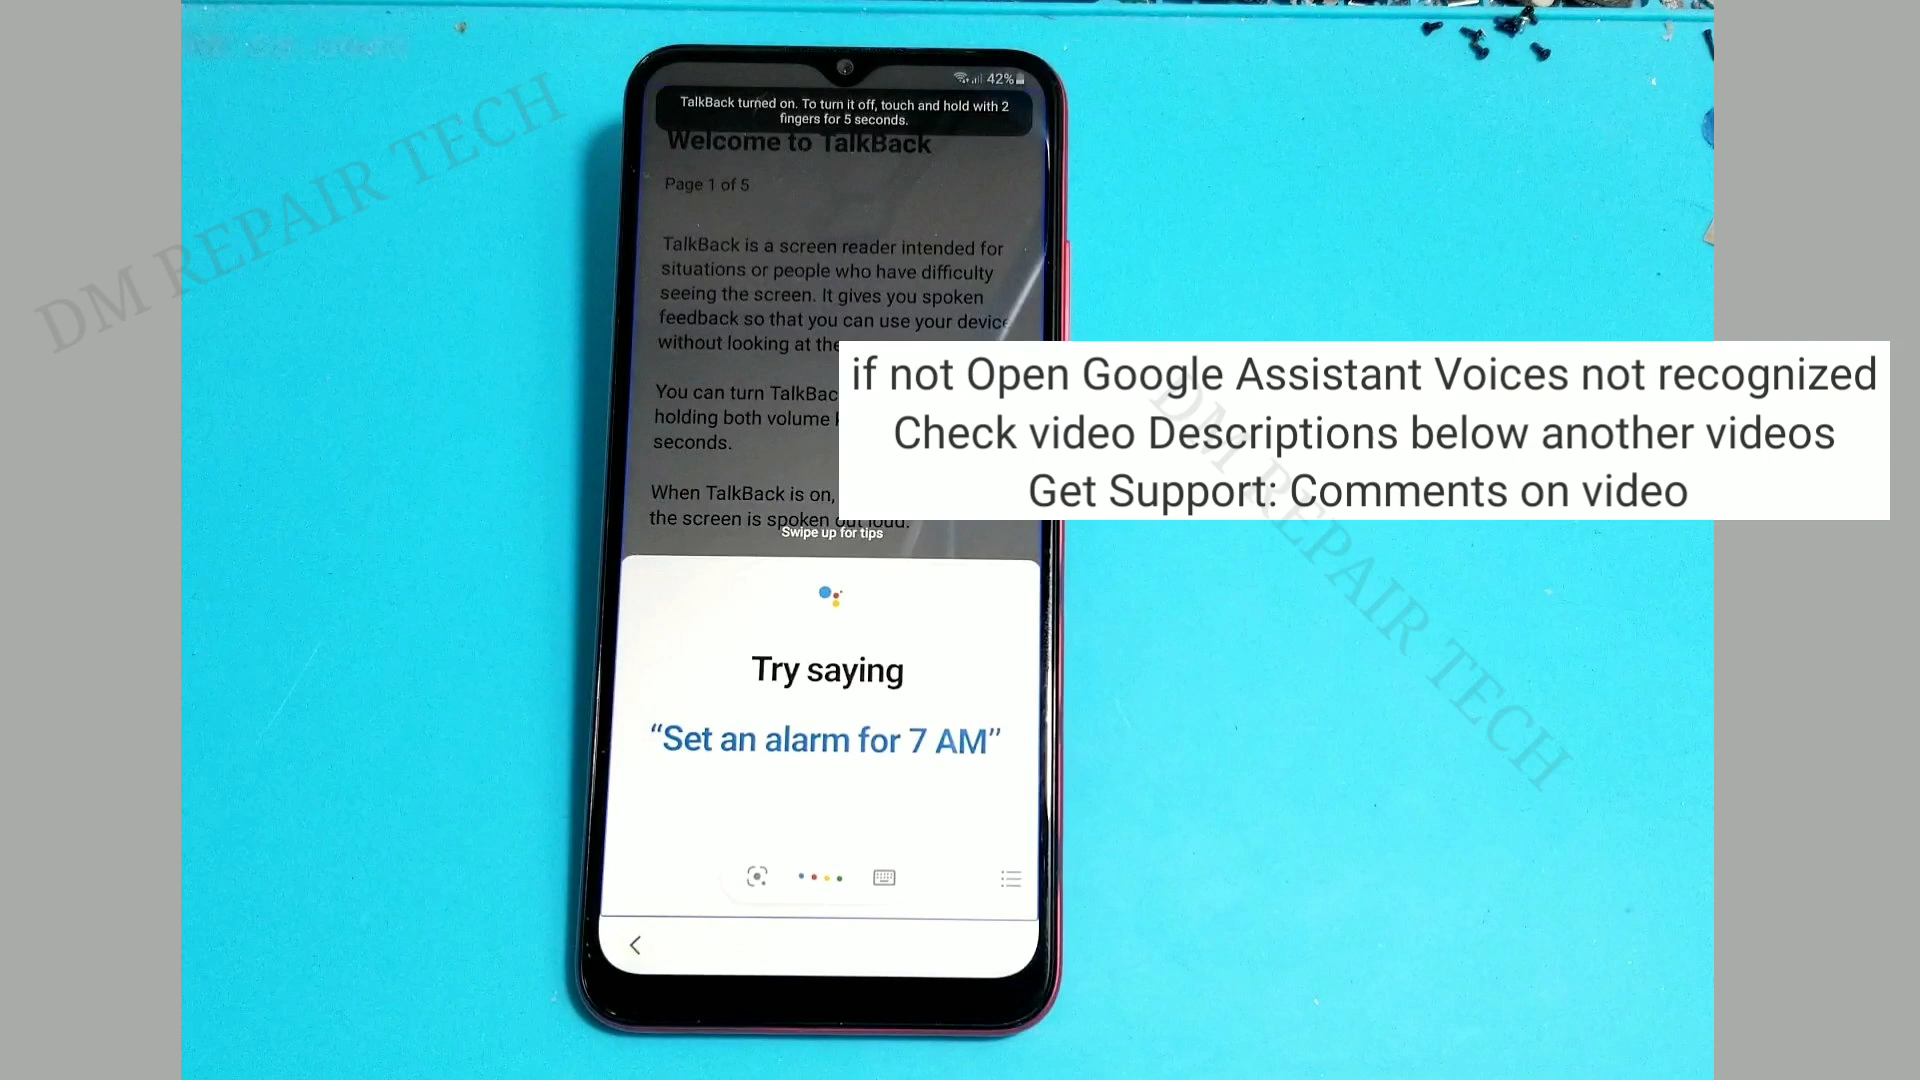 42%
TalkBack turned on. To turn it off, touch and hold with 2
fingers for 5 seconds.
Welcome to TalkBack
Page 1 of 5
TalkBack is a screen reader intended for
situations or people who have difficulty
seeing the screen. It gives you spoken
feedback so that you can use your device
without looking at the
You can turn TalkBac
holding both volume
seconds.
When TalkBack is on,
the screen is spoken out loud.
Swipe up for tips
Try saying
“Set an alarm for 7 AM”
if not Open Google Assistant Voices not recognized
Check video Descriptions below another videos
Get Support: Comments on video
DM REPAIR TECH
DM REPAIR TECH